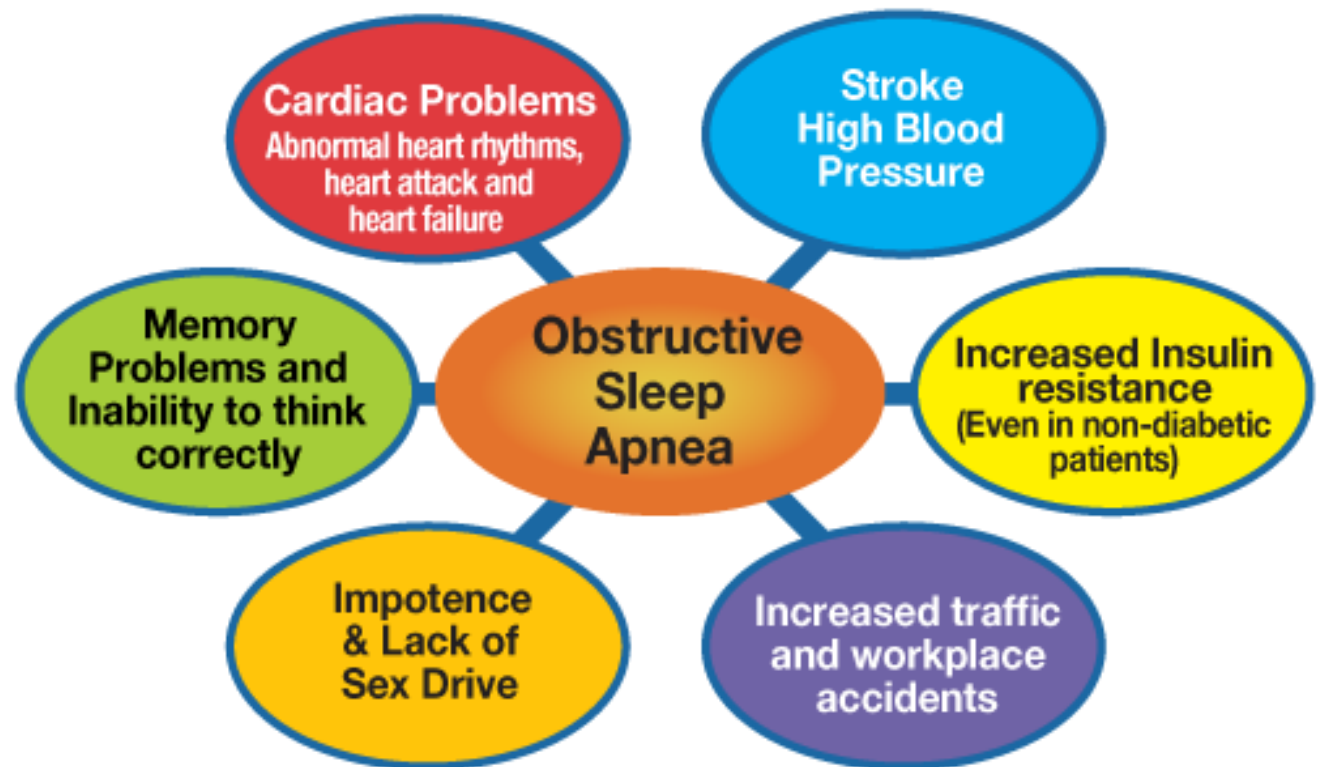 Cardiac Problems
Abnormal heart rhythms,
heart attack and
heart failure
Stroke
High Blood
Pressure
Memory
Problems and
Inability to think
correctly
Obstructive
Sleep
Apnea
Increased Insulin
resistance
(Even in non-diabetic
patients)
Impotence
& Lack of
Sex Drive
Increased traffic
and workplace
accidents